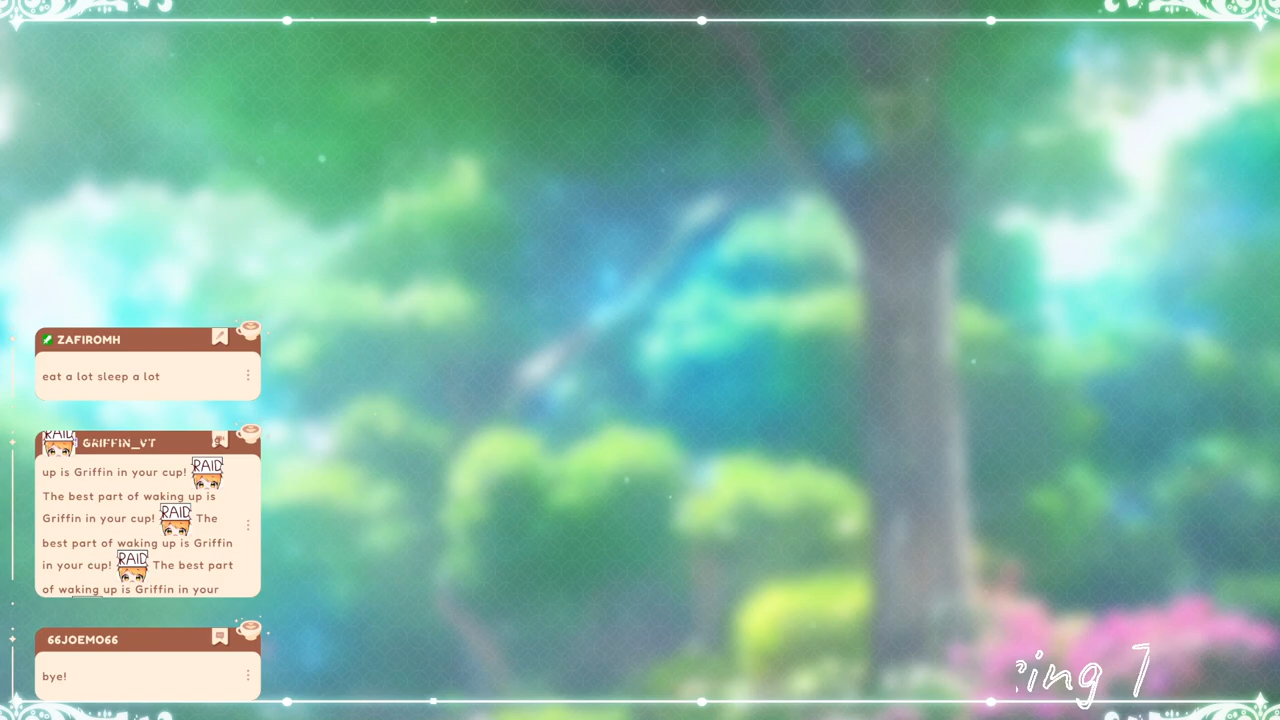 ZAFIROMH
eat a lot sleep a lot
RAID
GRIFFIN_VT
up is Griffin in your cup! RAID
The best part of waking up is
Griffin in your cup! RAID The
best part of waking up is Griffin
in your cup! RAID The best part
of waking up is Griffin in your
66JOEMO66
bye!
ing